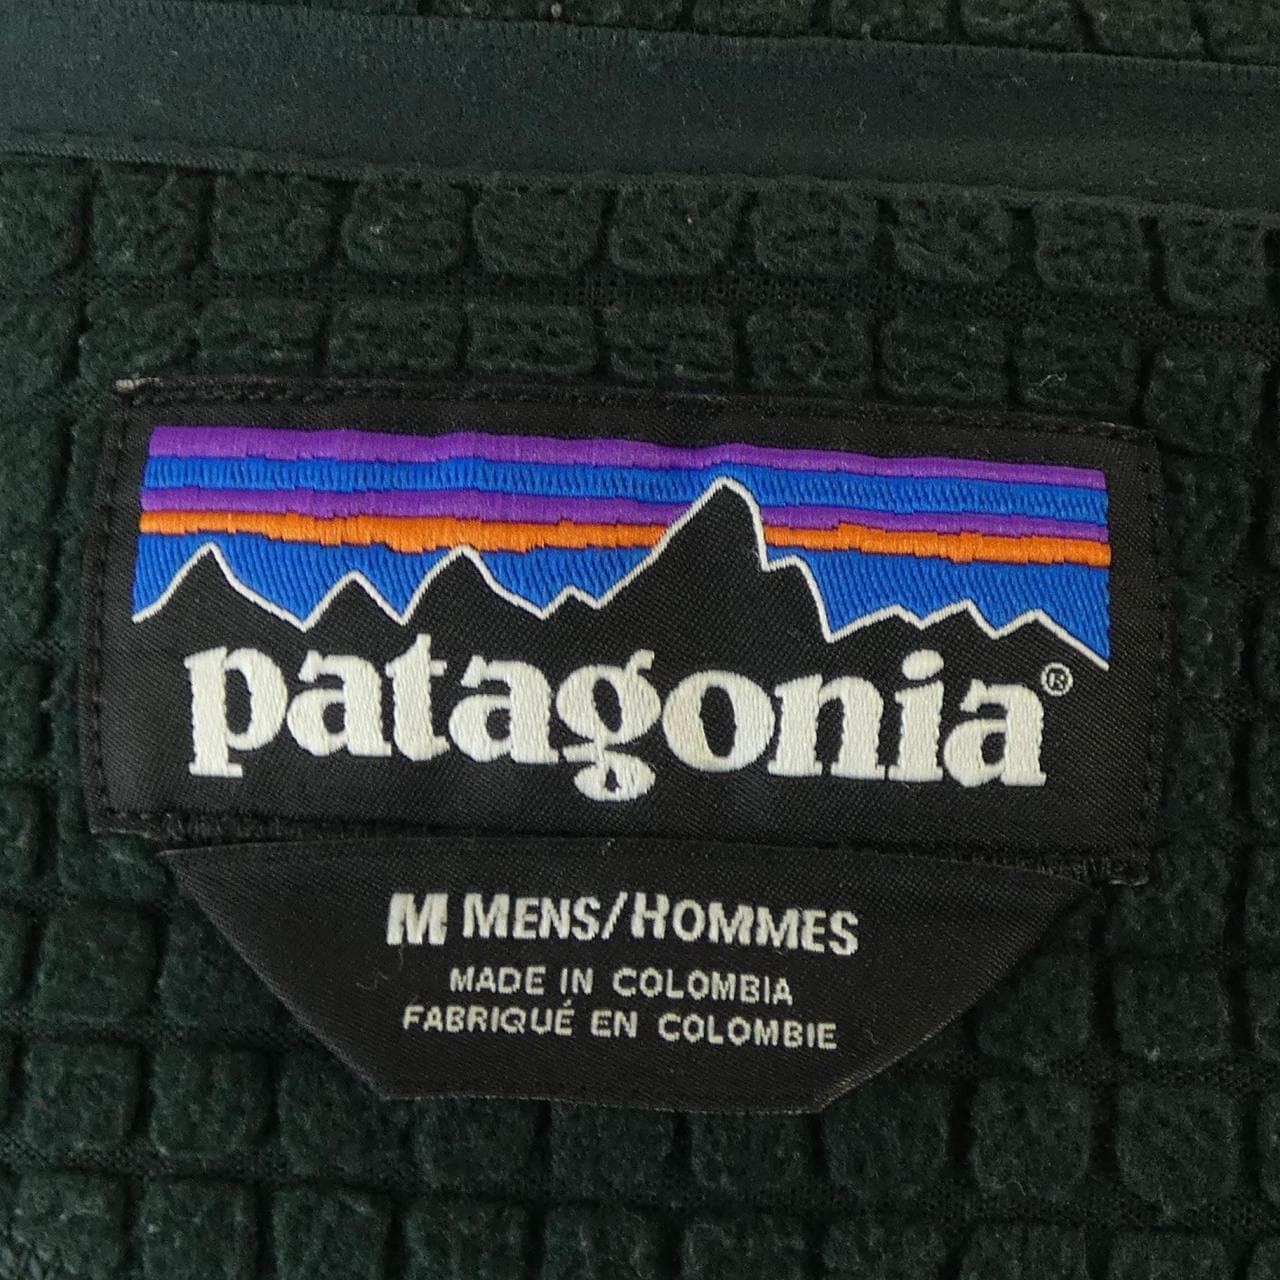 patagonia®
M MENS/HOMMES
MADE IN COLOMBIA
FABRIQUÉ EN COLOMBIE